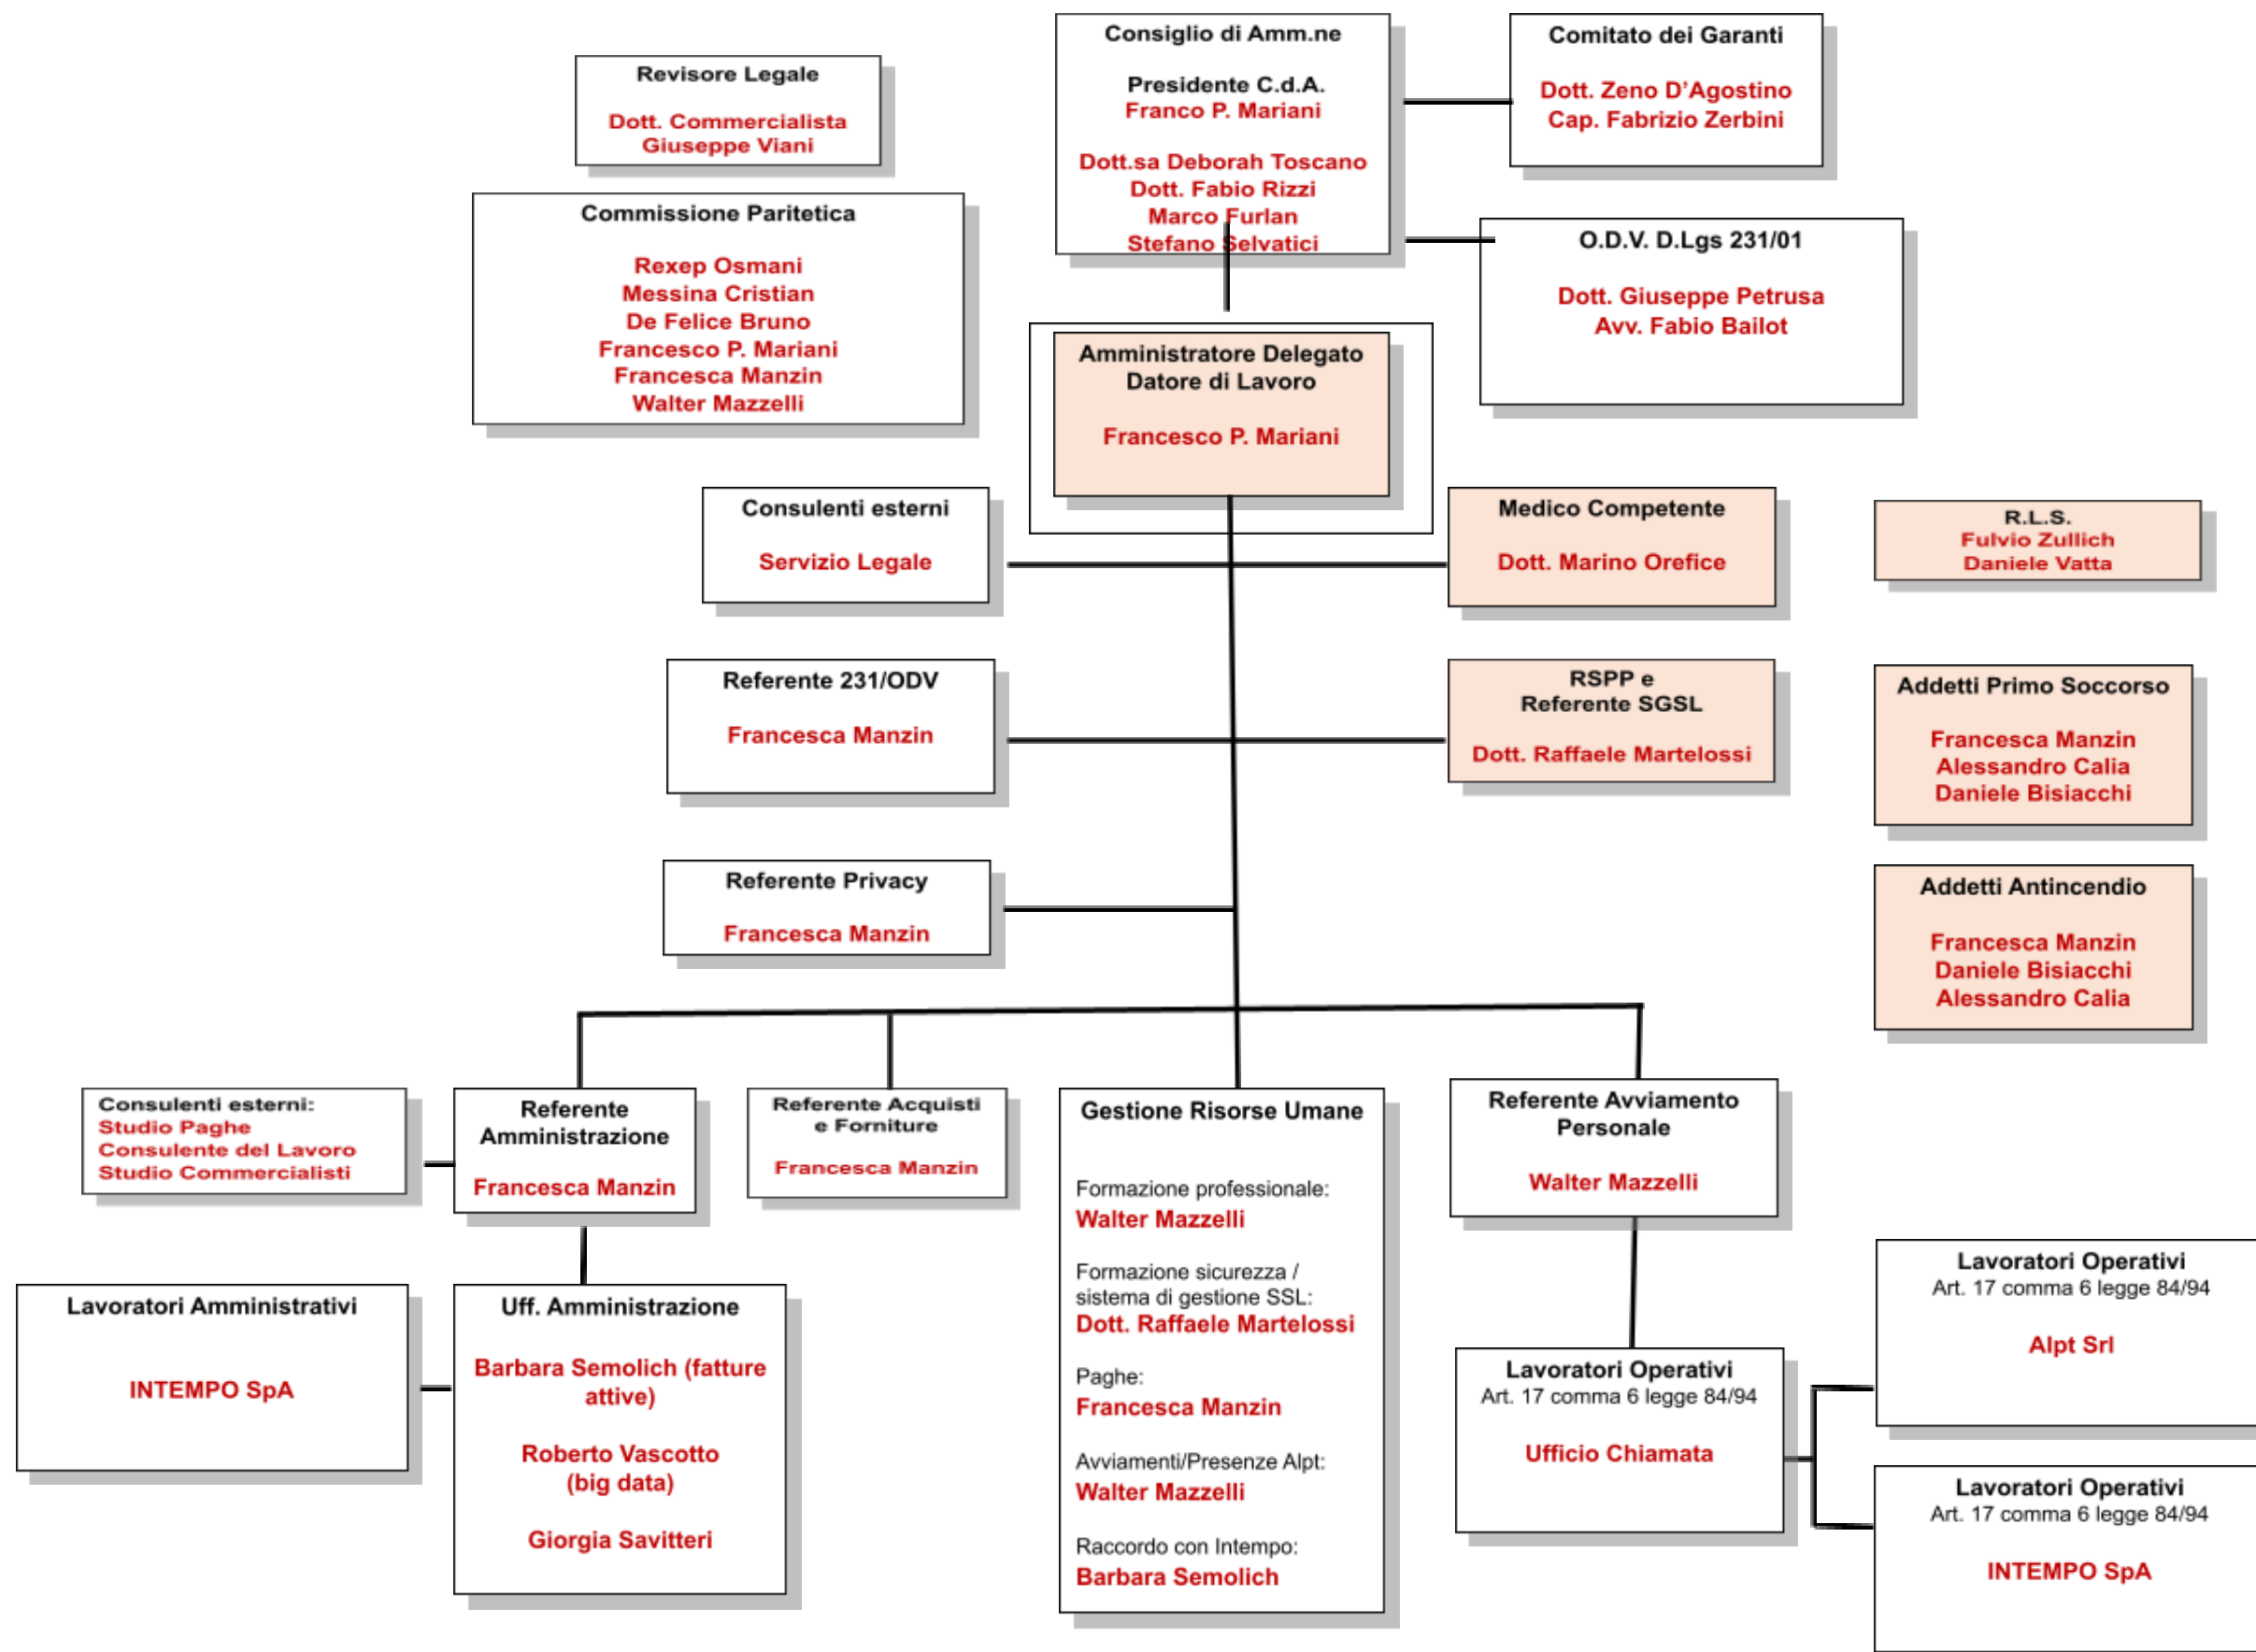 Consiglio di Amm.ne
Presidente C.d.A.
Franco P. Mariani
Dott.sa Deborah Toscano
Dott. Fabio Rizzi
Marco Furlan
Stefano Selvatici
Comitato dei Garanti
Dott. Zeno D’Agostino
Cap. Fabrizio Zerbini
Revisore Legale
Dott. Commercialista
Giuseppe Viani
Commissione Paritetica
Rexep Osmani
Messina Cristian
De Felice Bruno
Francesco P. Mariani
Francesca Manzin
Walter Mazzelli
O.D.V. D.Lgs 231/01
Dott. Giuseppe Petrusa
Avv. Fabio Bailot
Amministratore Delegato
Datore di Lavoro
Francesco P. Mariani
Consulenti esterni
Servizio Legale
Medico Competente
Dott. Marino Orefice
R.L.S.
Fulvio Zullich
Daniele Vatta
Referente 231/ODV
Francesca Manzin
RSPP e
Referente SGSL
Dott. Raffaele Martelossi
Addetti Primo Soccorso
Francesca Manzin
Alessandro Calia
Daniele Bisiacchi
Referente Privacy
Francesca Manzin
Addetti Antincendio
Francesca Manzin
Daniele Bisiacchi
Alessandro Calia
Consulenti esterni:
Studio Paghe
Consulente del Lavoro
Studio Commercialisti
Referente
Amministrazione
Francesca Manzin
Referente Acquisti
e Forniture
Francesca Manzin
Gestione Risorse Umane
Formazione professionale:
Walter Mazzelli
Formazione sicurezza /
sistema di gestione SSL:
Dott. Raffaele Martelossi
Paghe:
Francesca Manzin
Avviamenti/Presenze Alpt:
Walter Mazzelli
Raccordo con Intempo:
Barbara Semolich
Referente Avviamento
Personale
Walter Mazzelli
Lavoratori Amministrativi
INTEMPO SpA
Uff. Amministrazione
Barbara Semolich (fatture
attive)
Roberto Vascotto
(big data)
Giorgia Savitteri
Lavoratori Operativi
Art. 17 comma 6 legge 84/94
Ufficio Chiamata
Lavoratori Operativi
Art. 17 comma 6 legge 84/94
Alpt Srl
Lavoratori Operativi
Art. 17 comma 6 legge 84/94
INTEMPO SpA